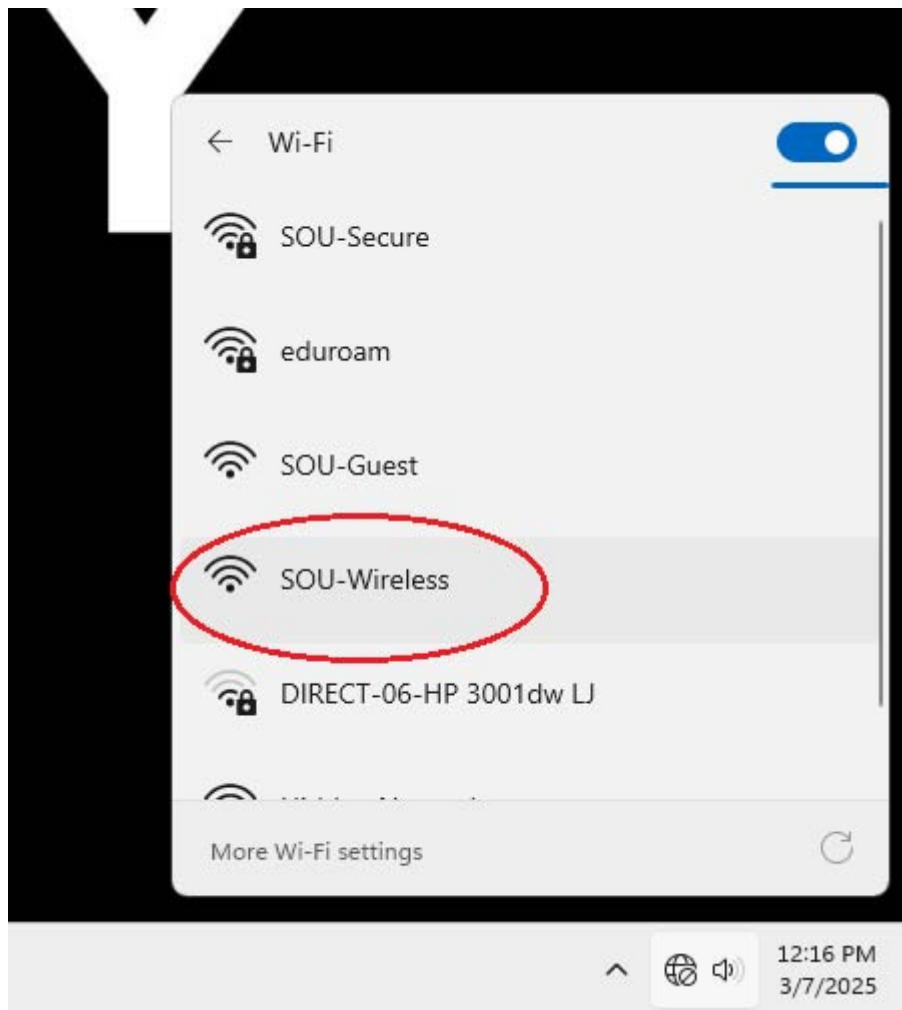 Y
Wi-Fi
SOU-Secure
eduroam
SOU-Guest
SOU-Wireless
DIRECT-06-HP 3001dw LJ
More Wi-Fi settings
12:16 PM
3/7/2025